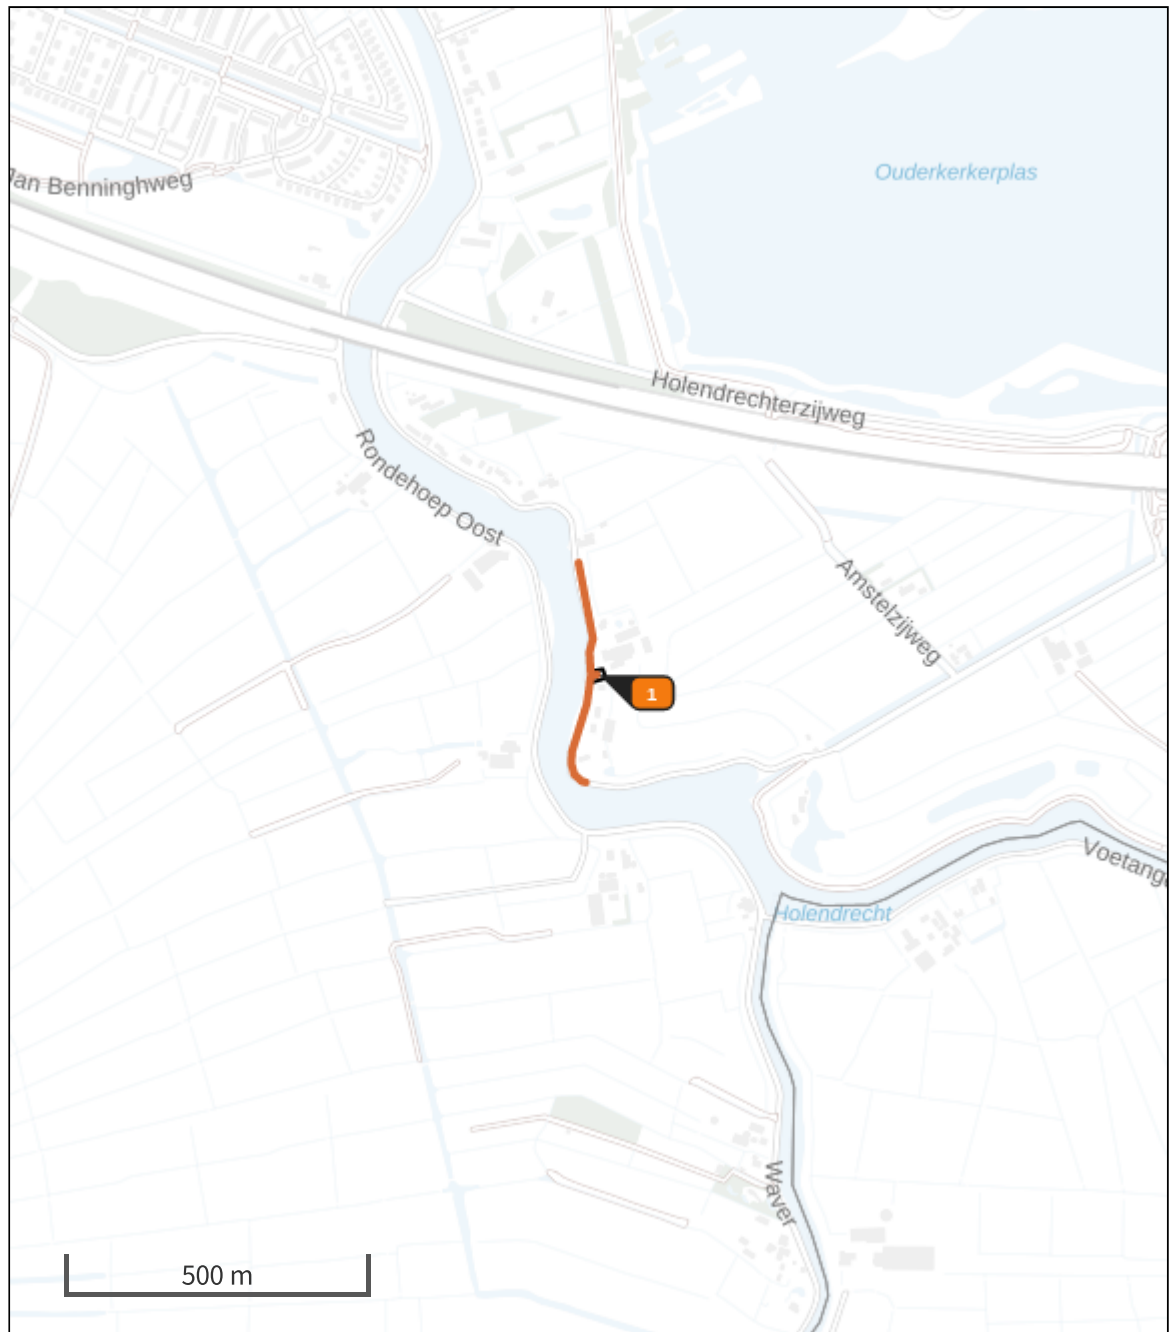 Ouderkerkerplas
Jan Benninghweg
Holendrechterzijweg
Rondehoep Oost
Amstelzijweg
1
Voetang
Holendrecht
Waver
500 m